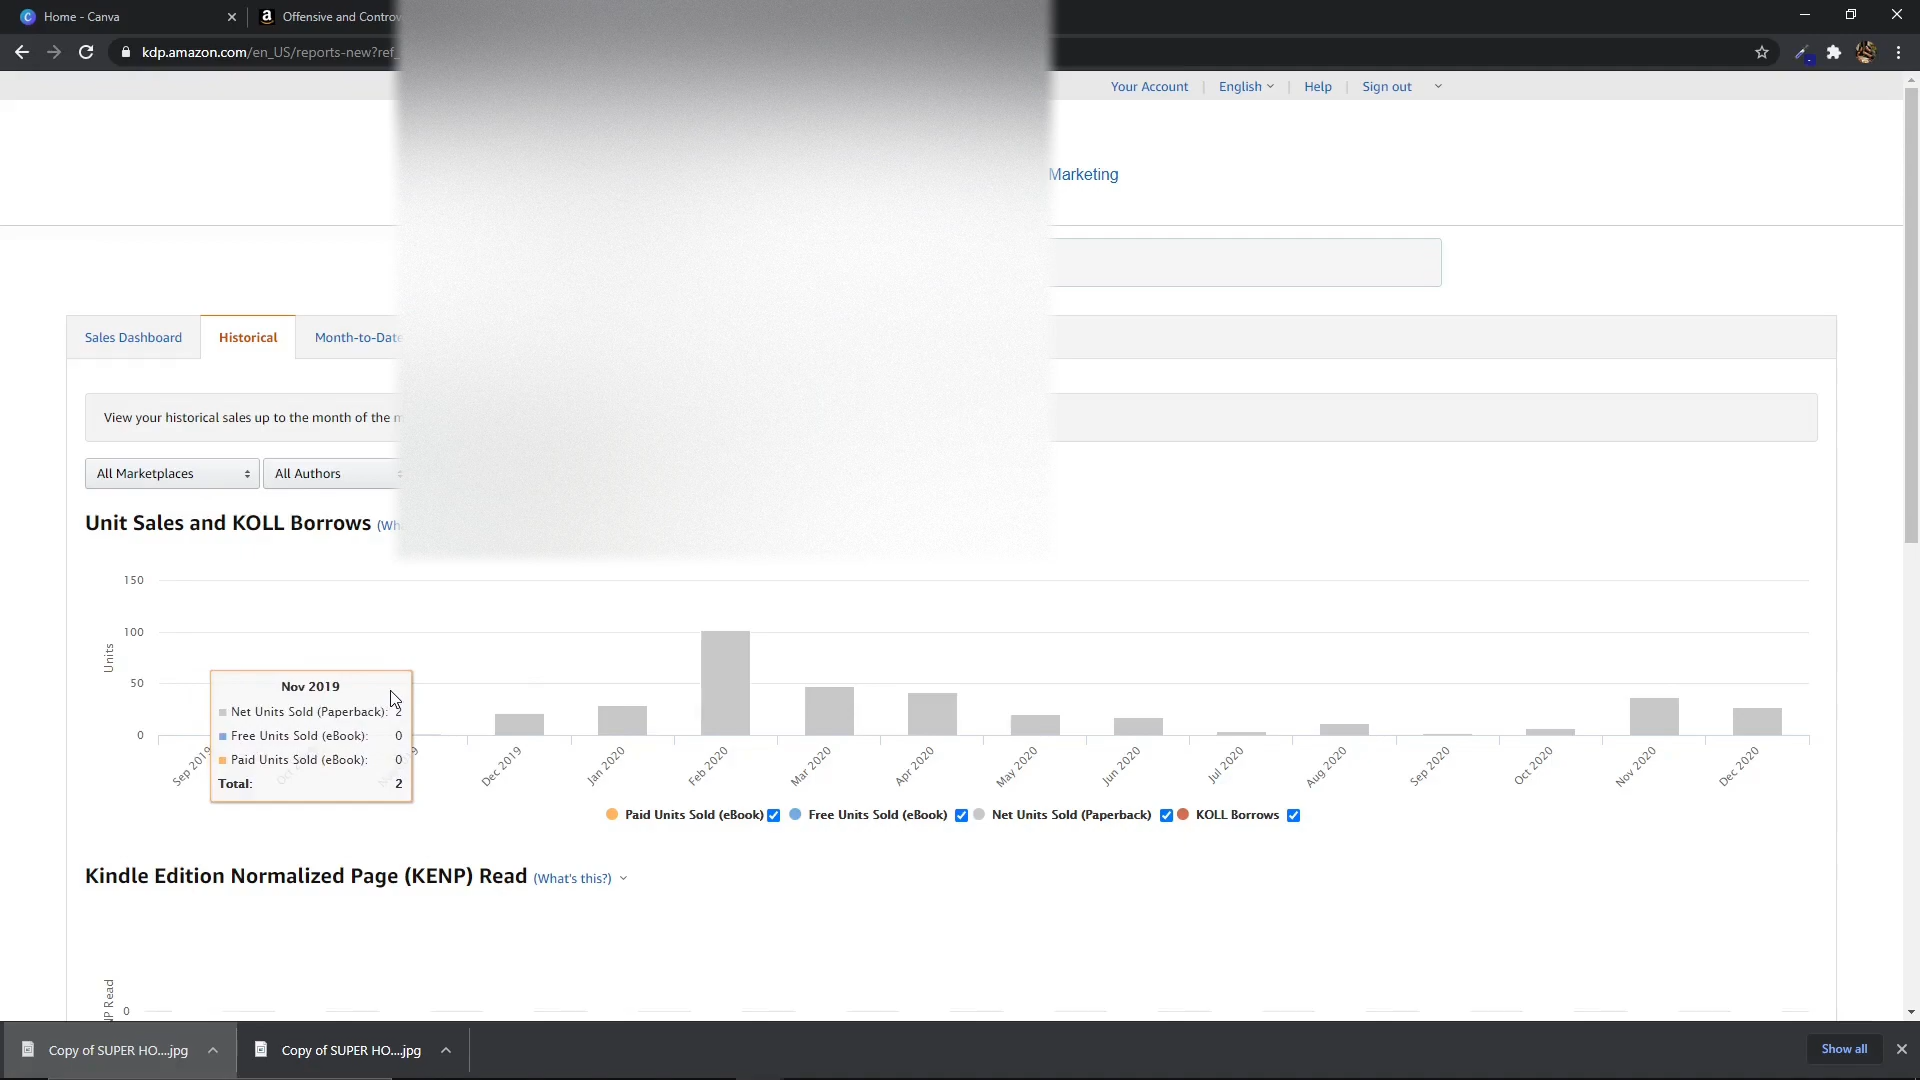 Home - Canva
Offensive and Controv
kdp.amazon.com/en_US/reports-new?ref_
Your Account | English | Help | Sign out
Marketing
Sales Dashboard Historical Month-to-Date
View your historical sales up to the month of the m
All Marketplaces All Authors
Unit Sales and KOLL Borrows (Wh
150
100
50
0
Units
Nov 2019
Net Units Sold (Paperback): 2
Free Units Sold (eBook): 0
Paid Units Sold (eBook): 0
Total: 2
Sep 2019 Dec 2019 Jan 2020 Feb 2020 Mar 2020 Apr 2020 May 2020 Jun 2020 Jul 2020 Aug 2020 Sep 2020 Oct 2020 Nov 2020 Dec 2020
Paid Units Sold (eBook) Free Units Sold (eBook) Net Units Sold (Paperback) KOLL Borrows
Kindle Edition Normalized Page (KENP) Read (What's this?)
NP Read
0
Copy of SUPER HO....jpg Copy of SUPER HO....jpg Show all